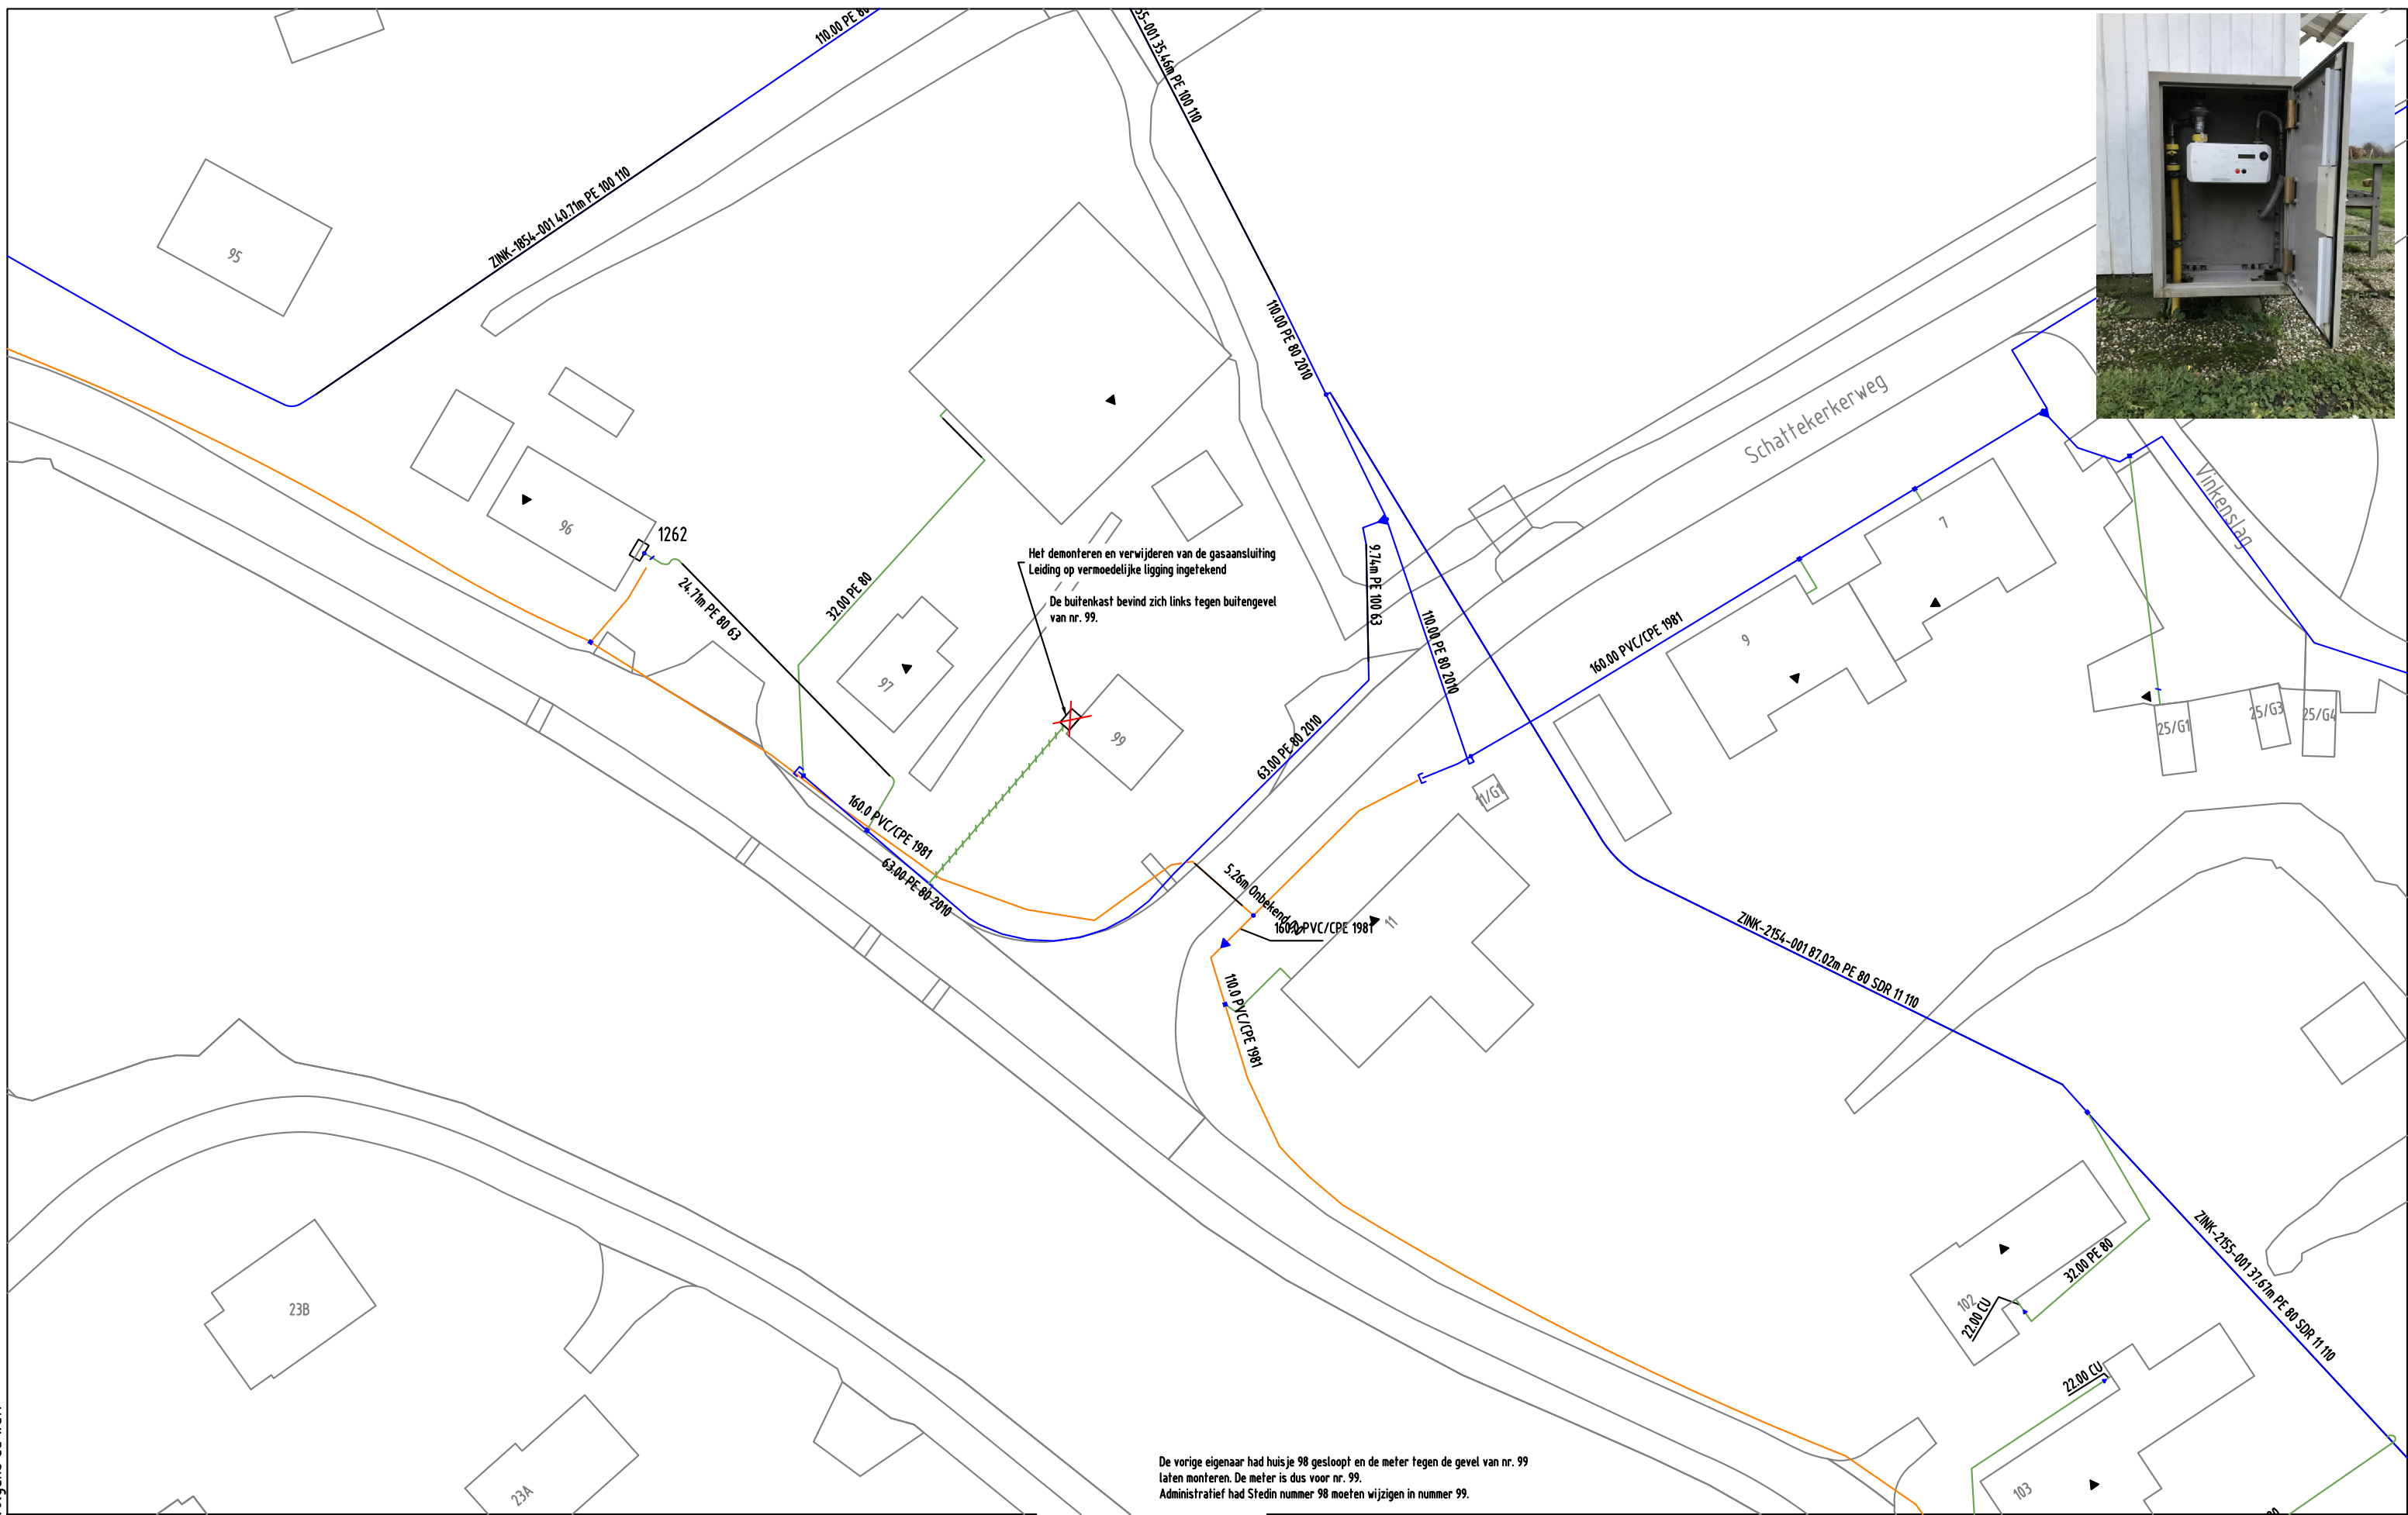 110.00 PE 80
55-001 35.46m PE 100 110
ZINK-1854-001 40.71m PE 100 110
95
110.00 PE 80 2010
Schattekerkerweg
Vinkenslag
96
1262
24.71m PE 80 63
32.00 PE 80
97
Het demonteren en verwijderen van de gasaansluiting
Leiding op vermoedelijke ligging ingetekend
De buitenkast bevind zich links tegen buitengevel
van nr. 99.
99
9.74m PE 100 63
110.00 PE 80 2010
63.00 PE 80 2010
160.00 PVC/CPE 1981
7
9
25/G1
25/G3
25/G4
11/G1
160.0 PVC/CPE 1981
63.00 PE 80 2010
5.26m Onbekend
160.0 PVC/CPE 1981
11
110.0 PVC/CPE 1981
ZINK-2154-001 87.02m PE 80 SDR 11 110
ZINK-2155-001 37.67m PE 80 SDR 11 110
32.00 PE 80
102
22.00 CU
22.00 CU
103
23B
23A
De vorige eigenaar had huisje 98 gesloopt en de meter tegen de gevel van nr. 99
laten monteren. De meter is dus voor nr. 99.
Administratief had Stedin nummer 98 moeten wijzigen in nummer 99.